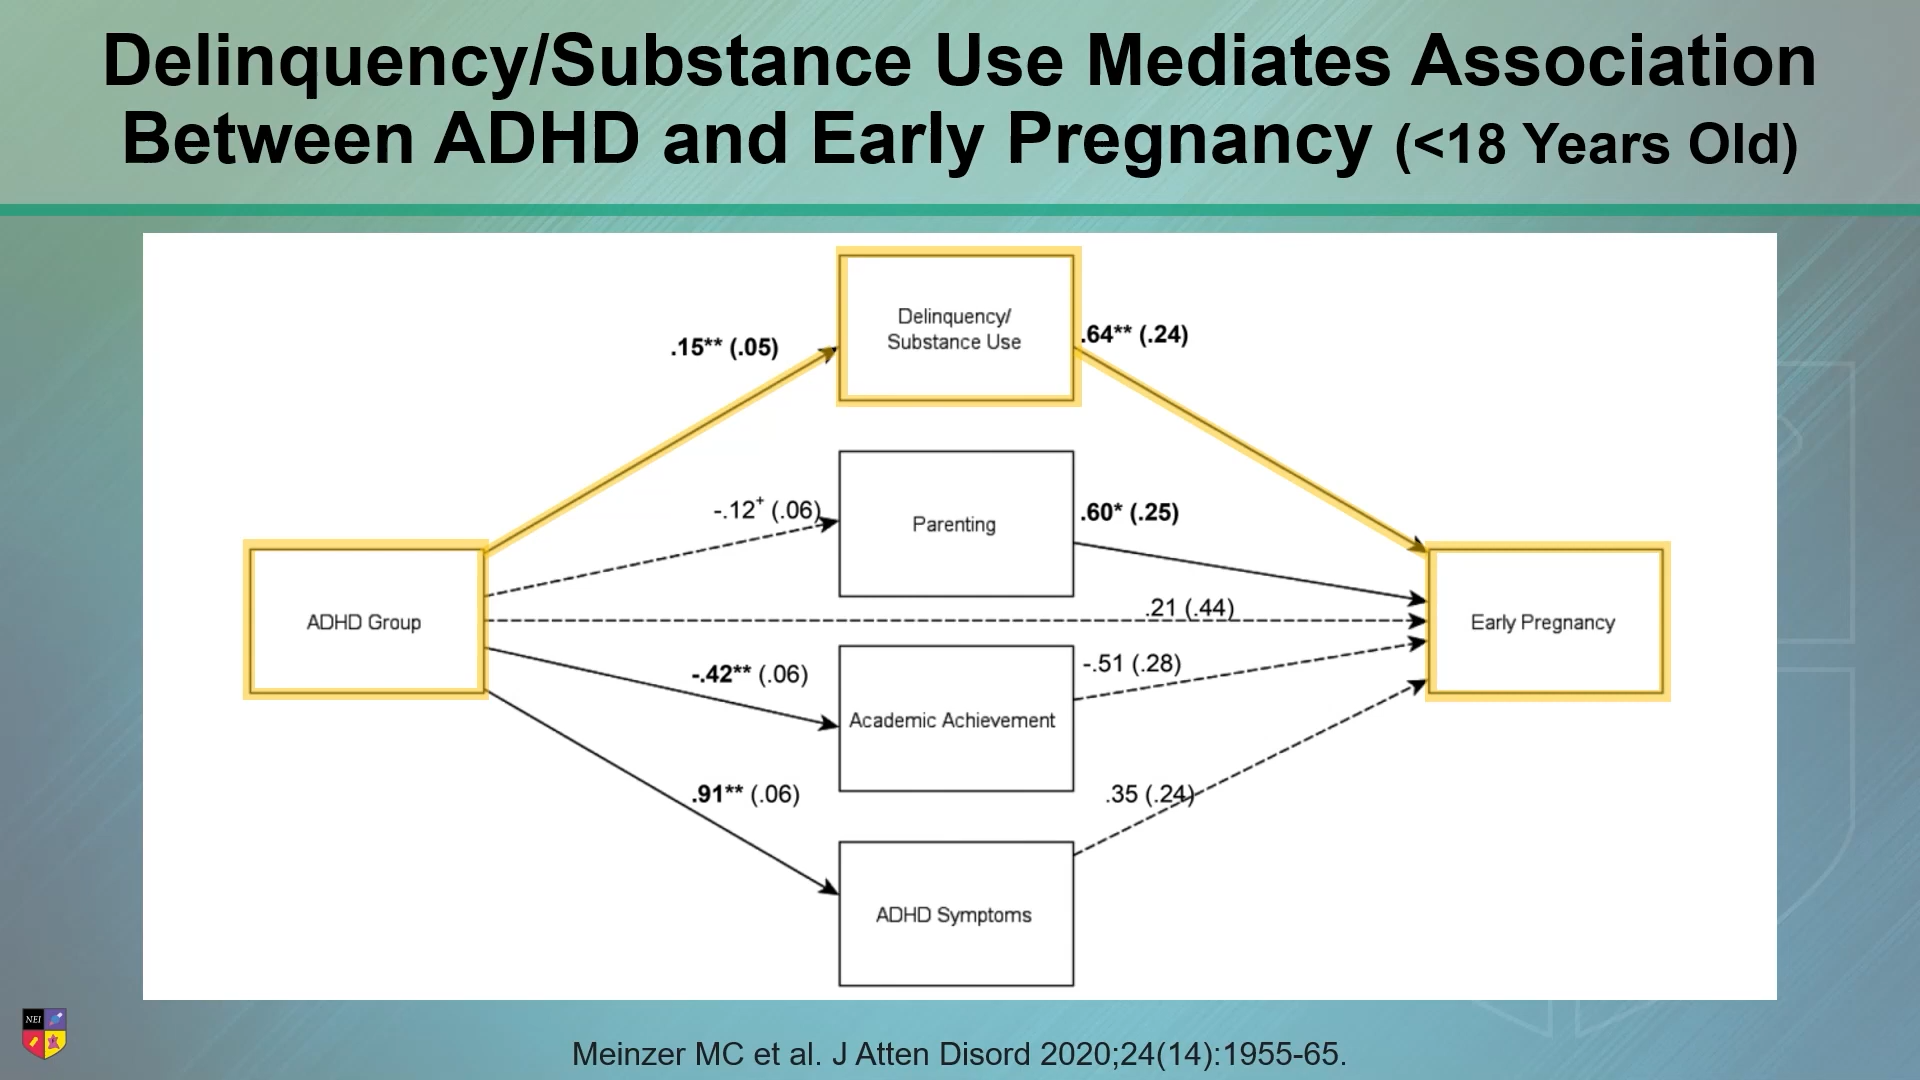 Delinquency/Substance Use Mediates Association
Between ADHD and Early Pregnancy (<18 Years Old)
Delinquency/
Substance Use
.15** (.05)
.64** (.24)
-.12+ (.06)
Parenting
.60* (.25)
ADHD Group
.21 (.44)
Early Pregnancy
-.42** (.06)
Academic Achievement
-.51 (.28)
.91** (.06)
.35 (.24)
ADHD Symptoms
NEI
Meinzer MC et al. J Atten Disord 2020;24(14):1955-65.